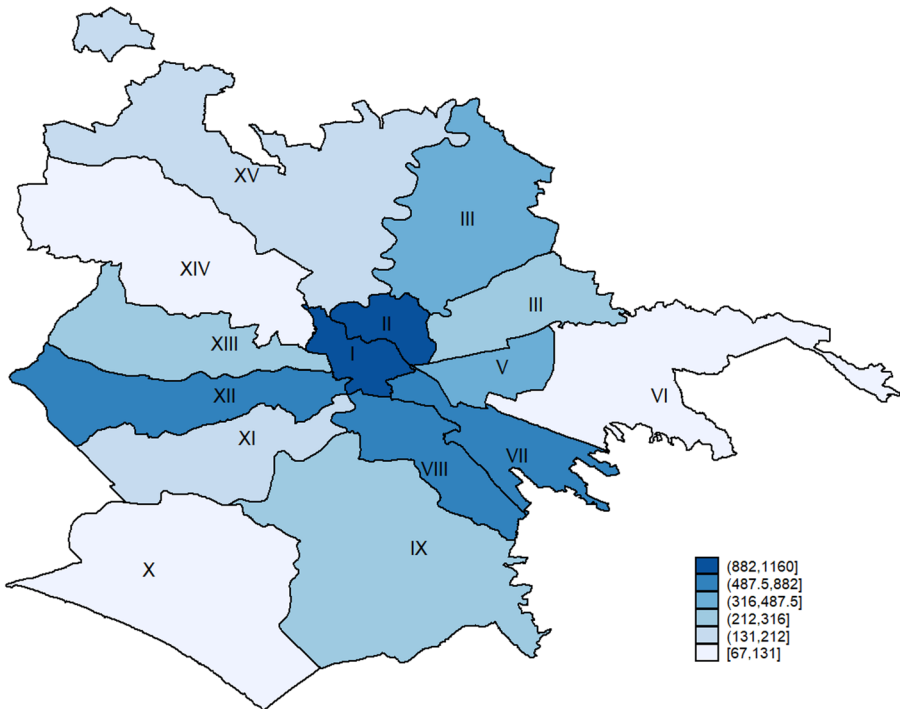 XV
III
XIV
III
II
XIII
I
V
XII
VI
XI
VII
VIII
IX
X
(882,1160]
(487.5,882]
(316,487.5]
(212,316]
(131,212]
[67,131]